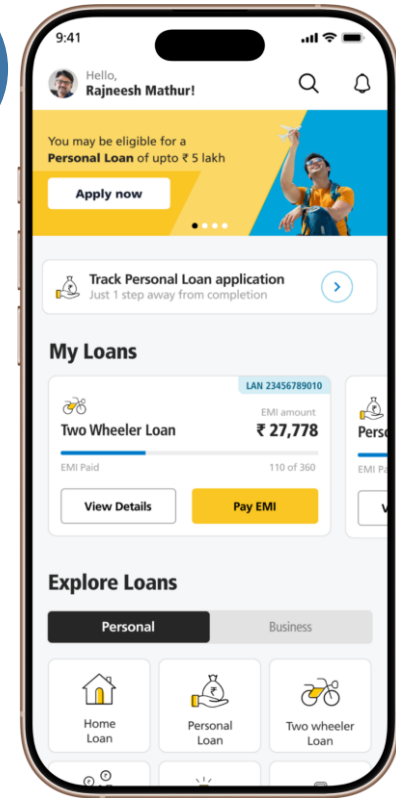 9:41
Hello,
Rajneesh Mathur!
You may be eligible for a
Personal Loan of upto ₹ 5 lakh
Apply now
Track Personal Loan application
Just 1 step away from completion
My Loans
LAN 23456789010
EMI amount
Two Wheeler Loan
₹ 27,778
EMI Paid
110 of 360
View Details
Pay EMI
Explore Loans
Personal
Business
Home
Loan
Personal
Loan
Two wheeler
Loan